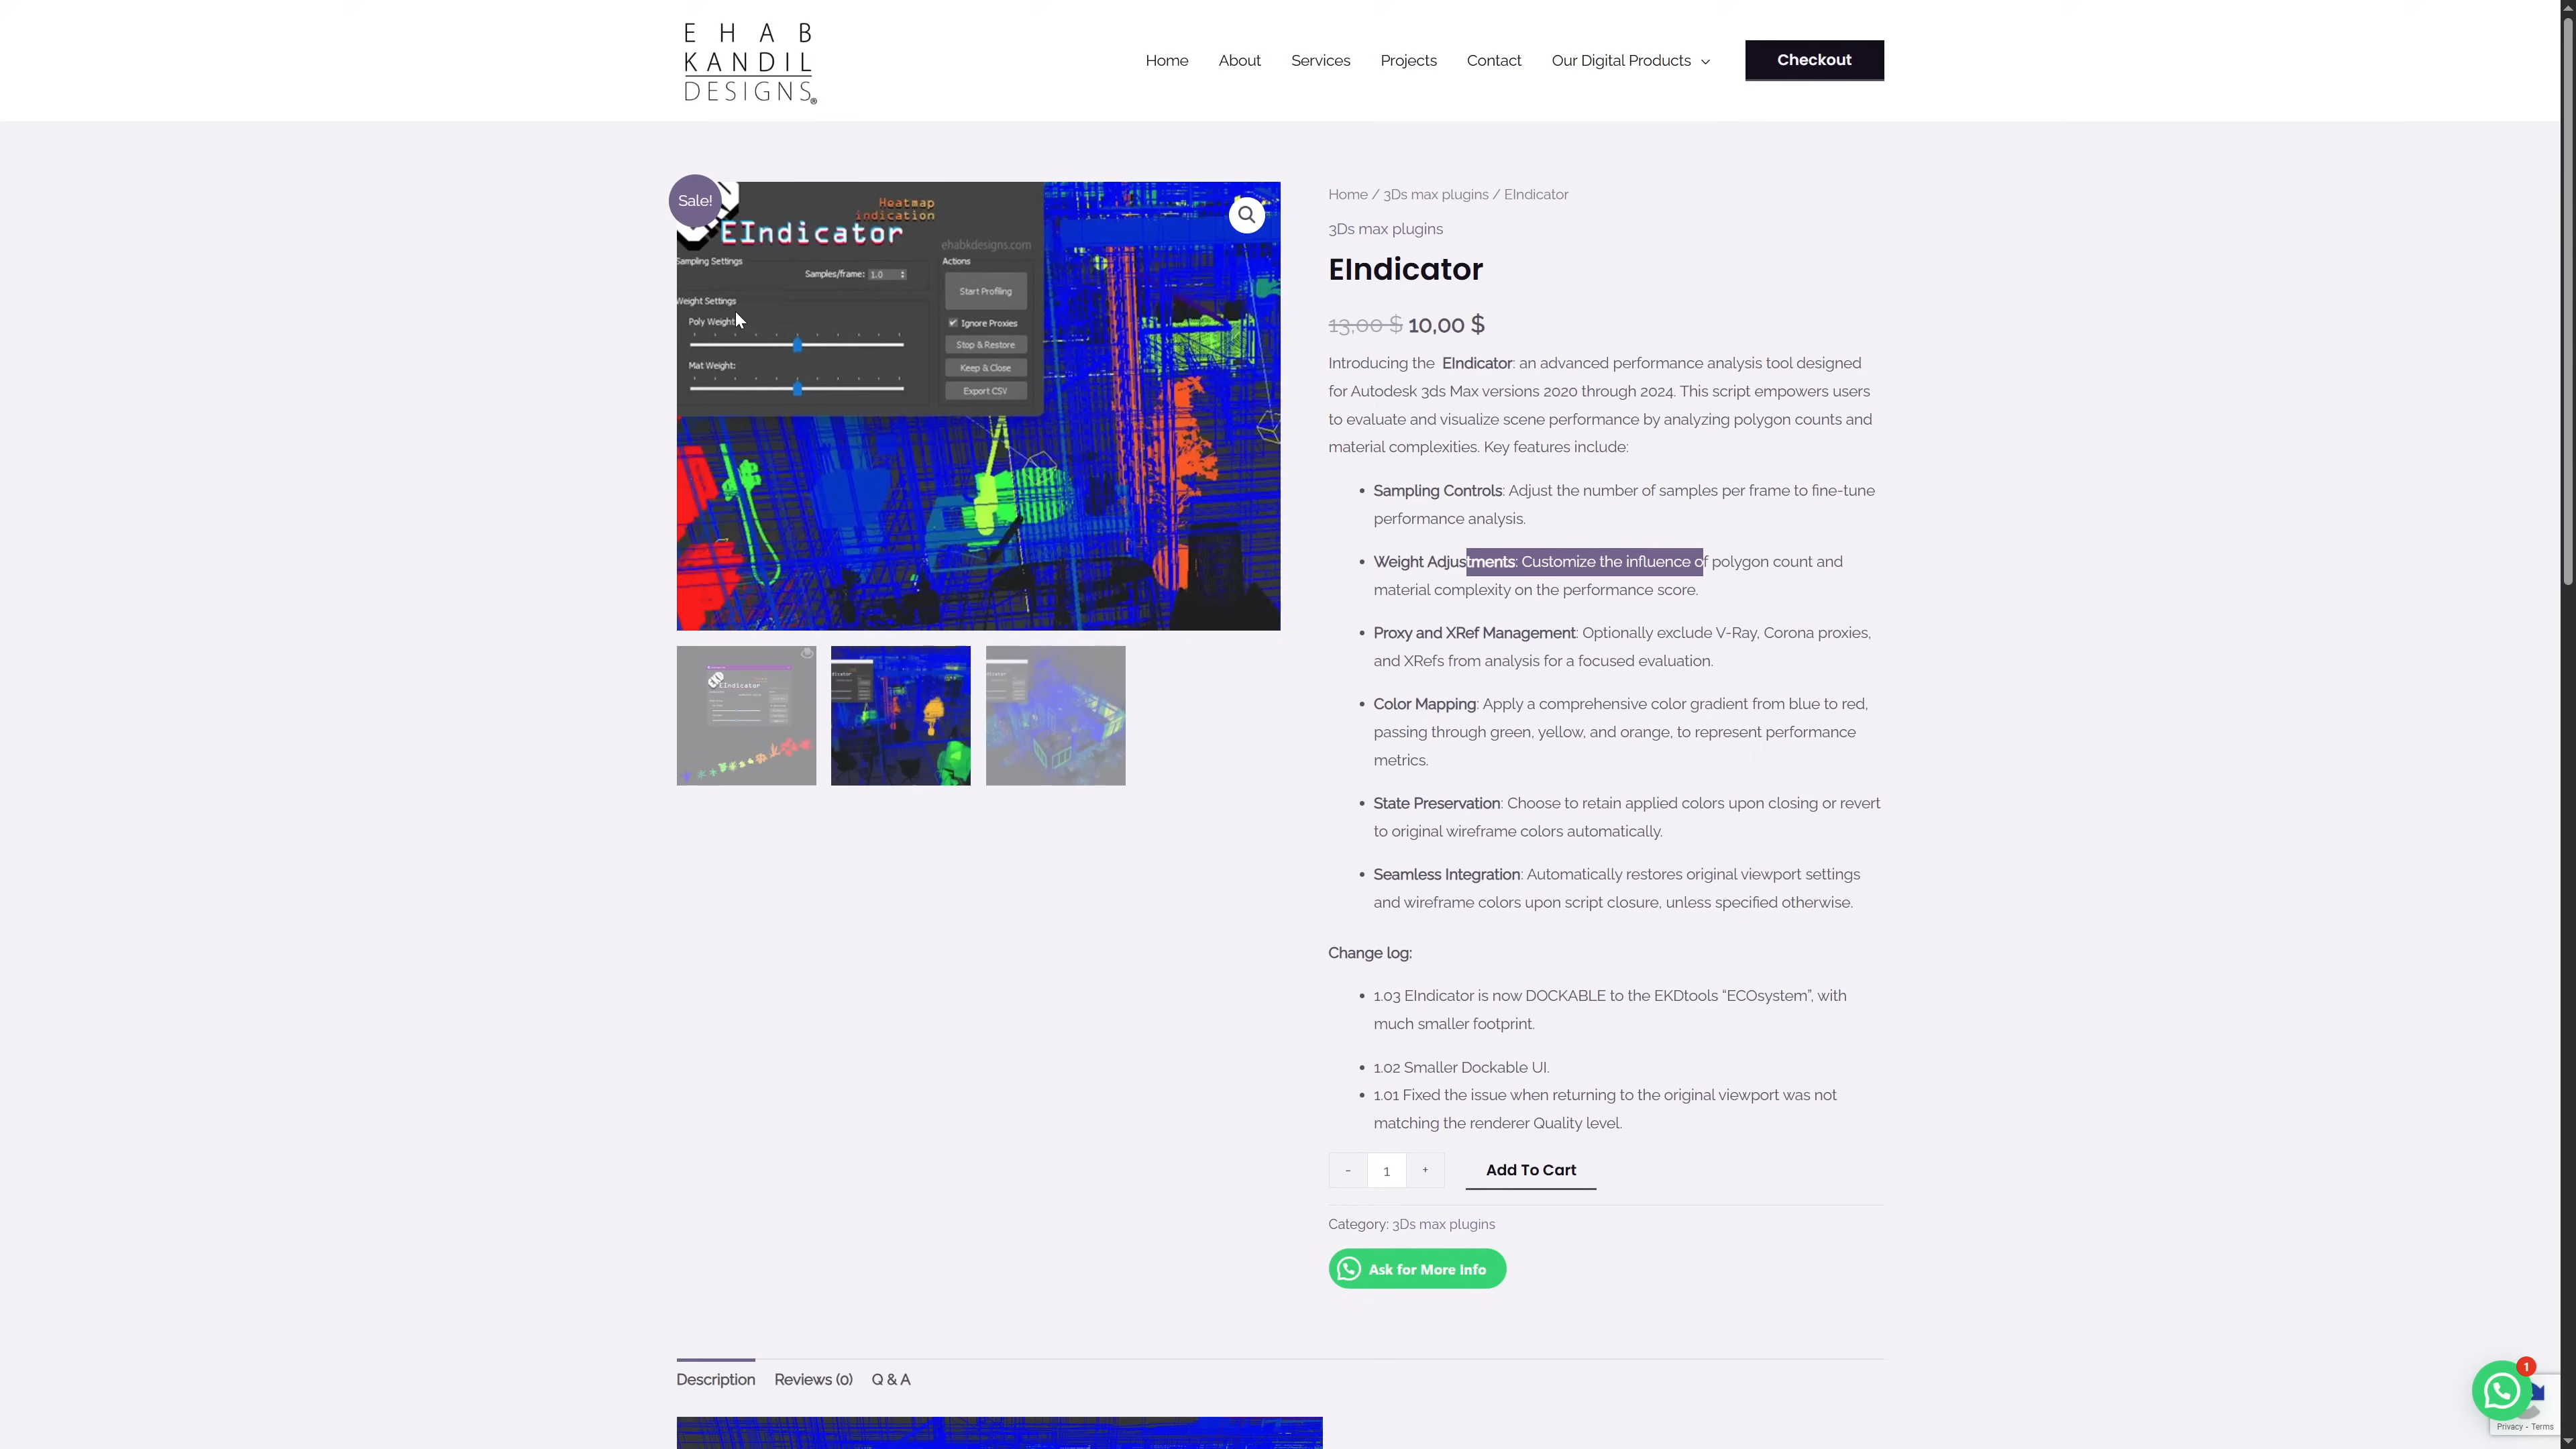 EHAB
KANDIL
DESIGNS®
Home
About
Services
Projects
Contact
Our Digital Products
Checkout
Sale!
Heatmap
indication
EIndicator
ehabkdesigns.com
Sampling Settings
Samples/frame: 1.0
Weight Settings
Poly Weight
Mat Weight:
Actions
Start Profiling
Ignore Proxies
Stop & Restore
Keep & Close
Export CSV
EIndicator
Home / 3Ds max plugins / EIndicator
3Ds max plugins
EIndicator
13,00 $ 10,00 $
Introducing the EIndicator: an advanced performance analysis tool designed
for Autodesk 3ds Max versions 2020 through 2024. This script empowers users
to evaluate and visualize scene performance by analyzing polygon counts and
material complexities. Key features include:
• Sampling Controls: Adjust the number of samples per frame to fine-tune
performance analysis.
• Weight Adjustments: Customize the influence of polygon count and
material complexity on the performance score.
• Proxy and XRef Management: Optionally exclude V-Ray, Corona proxies,
and XRefs from analysis for a focused evaluation.
• Color Mapping: Apply a comprehensive color gradient from blue to red,
passing through green, yellow, and orange, to represent performance
metrics.
• State Preservation: Choose to retain applied colors upon closing or revert
to original wireframe colors automatically.
• Seamless Integration: Automatically restores original viewport settings
and wireframe colors upon script closure, unless specified otherwise.
Change log:
• 1.03 EIndicator is now DOCKABLE to the EKDtools “ECOsystem”, with
much smaller footprint.
• 1.02 Smaller Dockable UI.
• 1.01 Fixed the issue when returning to the original viewport was not
matching the renderer Quality level.
- 1 +
Add To Cart
Category: 3Ds max plugins
Ask for More Info
Description
Reviews (0)
Q & A
1
Privacy - Terms